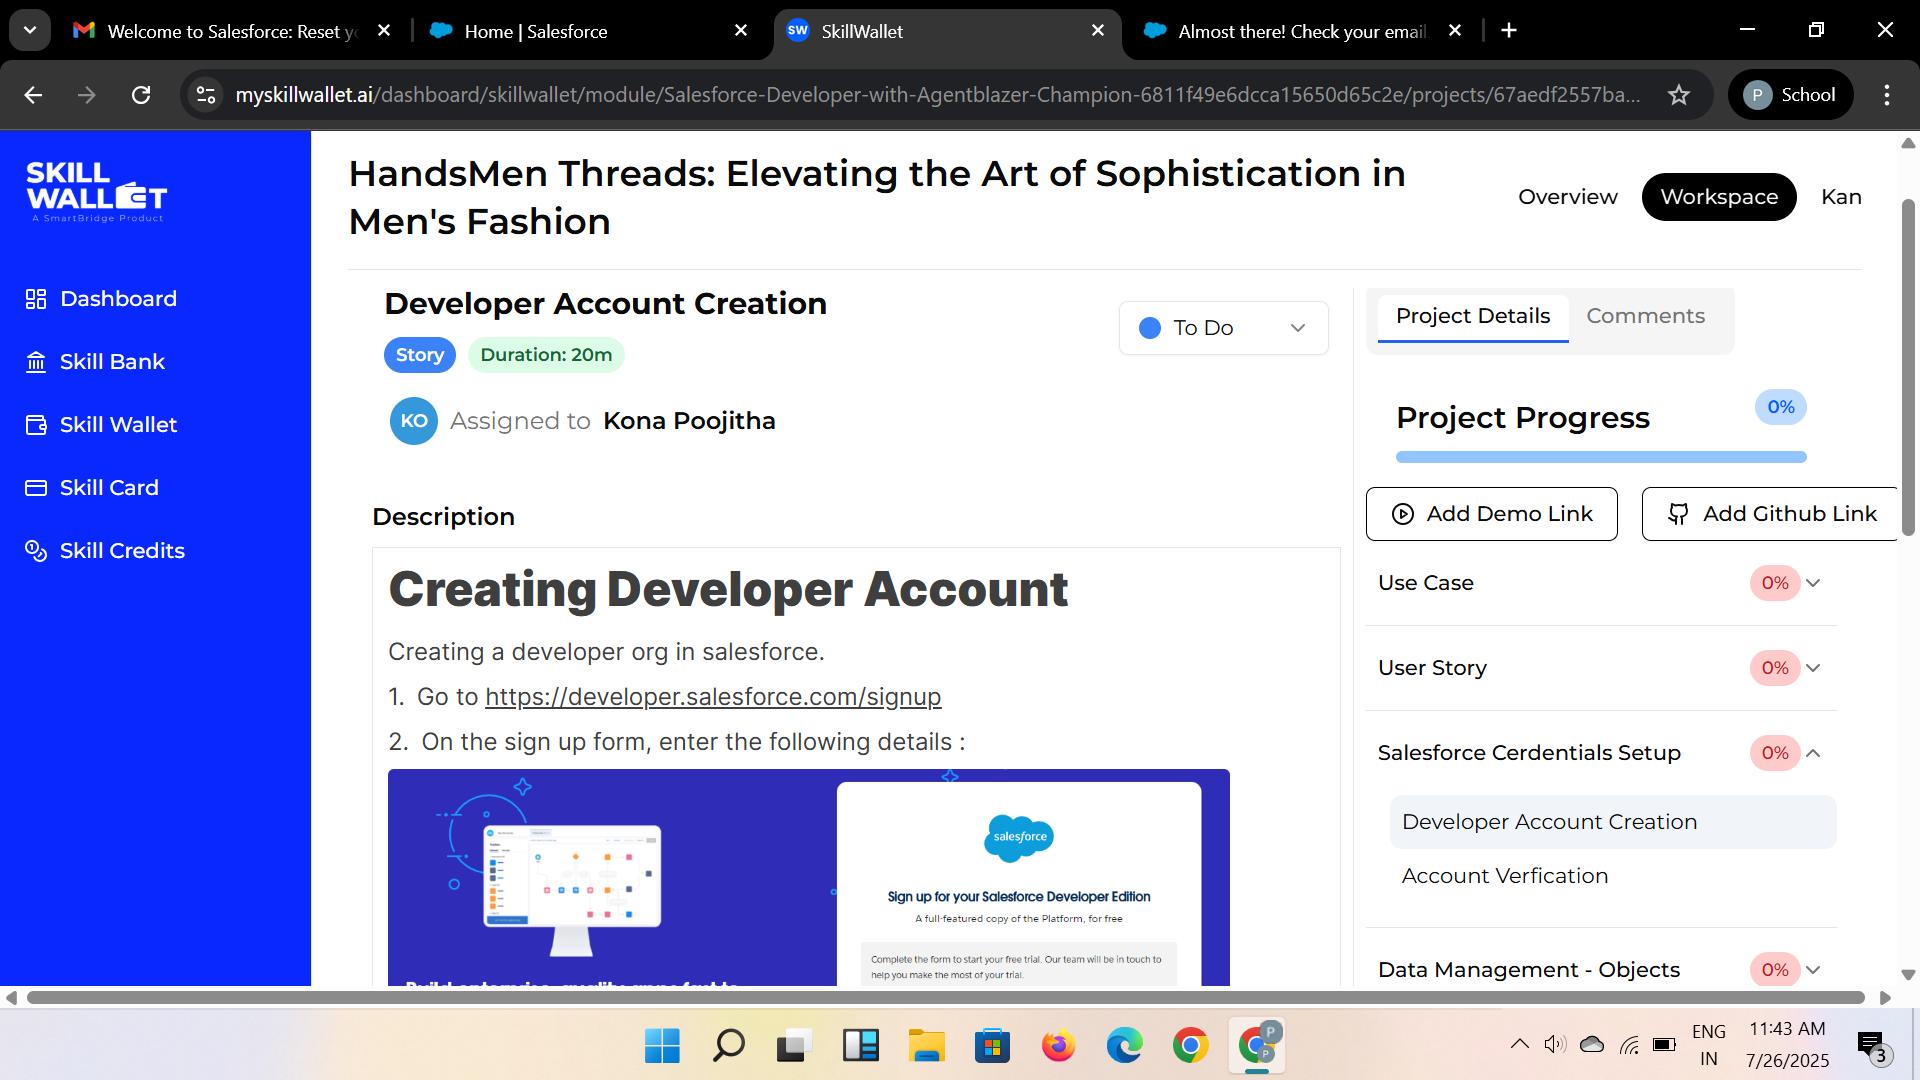 Welcome to Salesforce: Reset yo
Home | Salesforce
SW SkillWallet
Almost there! Check your email
myskillwallet.ai/dashboard/skillwallet/module/Salesforce-Developer-with-Agentblazer-Champion-6811f49e6dcca15650d65c2e/projects/67aedf2557ba...
P School
SKILL
WALLET
A SmartBridge Product
Dashboard
Skill Bank
Skill Wallet
Skill Card
Skill Credits
HandsMen Threads: Elevating the Art of Sophistication in
Men's Fashion
Overview
Workspace
Kan
Developer Account Creation
Story
Duration: 20m
To Do
KO Assigned to Kona Poojitha
Description
Creating Developer Account
Creating a developer org in salesforce.
1. Go to https://developer.salesforce.com/signup
2. On the sign up form, enter the following details :
salesforce
Sign up for your Salesforce Developer Edition
A full-featured copy of the Platform, for free
Complete the form to start your free trial. Our team will be in touch to
help you make the most of your trial.
Project Details
Comments
Project Progress
0%
Add Demo Link
Add Github Link
Use Case 0%
User Story 0%
Salesforce Cerdentials Setup 0%
Developer Account Creation
Account Verfication
Data Management - Objects 0%
ENG
IN
11:43 AM
7/26/2025
3